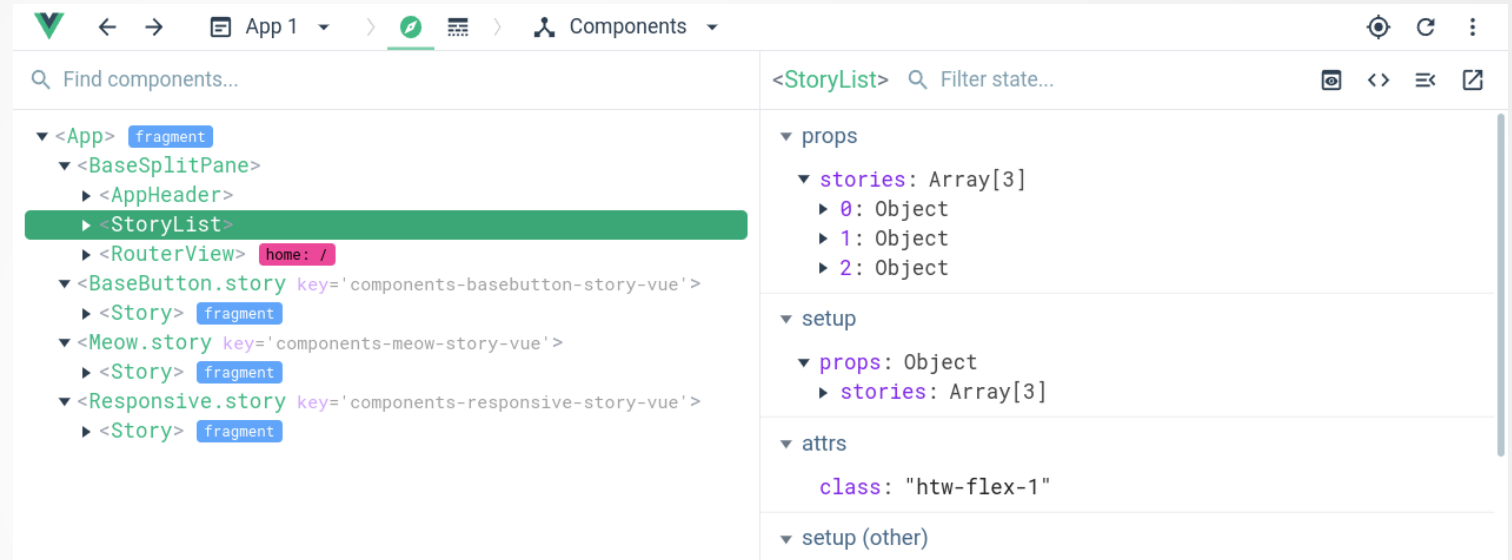 App 1
Components
Find components...
<App> fragment
<BaseSplitPane>
<AppHeader>
<StoryList>
<RouterView> home: /
<BaseButton.story key='components-basebutton-story-vue'>
<Story> fragment
<Meow.story key='components-meow-story-vue'>
<Story> fragment
<Responsive.story key='components-responsive-story-vue'>
<Story> fragment
<StoryList>
Filter state...
props
stories: Array[3]
0: Object
1: Object
2: Object
setup
props: Object
stories: Array[3]
attrs
class: "htw-flex-1"
setup (other)